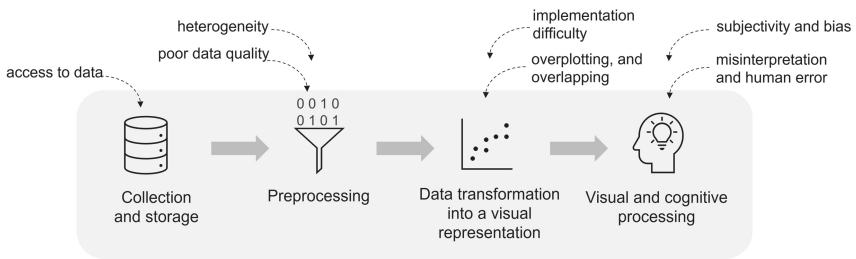 implementation
difficulty
heterogeneity
subjectivity and bias
poor data quality
overplotting, and
overlapping
misinterpretation
and human error
access to data
0 0 1 0
0 1 0 1
Collection
and storage
Preprocessing
Data transformation
into a visual
representation
Visual and cognitive
processing